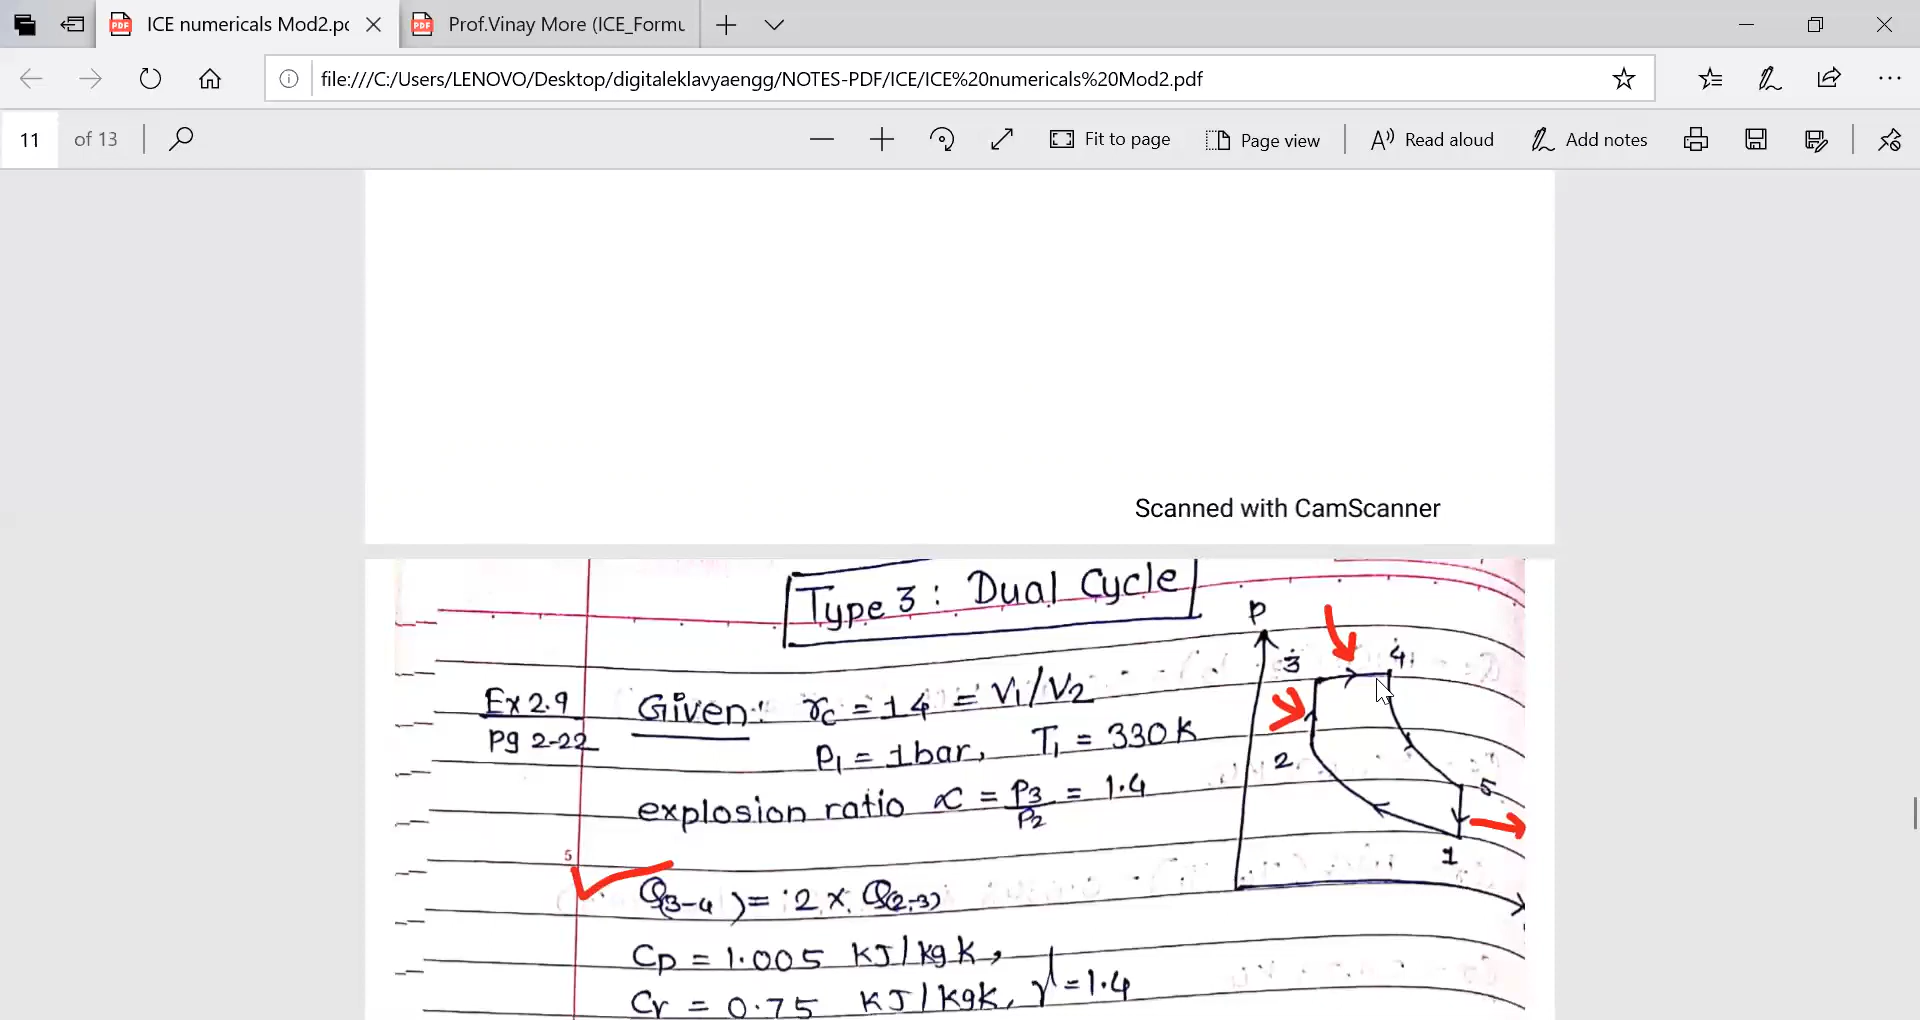 ICE numericals Mod2.pc
Prof.Vinay More (ICE_Formu
file:///C:/Users/LENOVO/Desktop/digitaleklavyaengg/NOTES-PDF/ICE/ICE%20numericals%20Mod2.pdf
11 of 13
Fit to page
Page view
Read aloud
Add notes
Scanned with CamScanner
Type 3 : Dual Cycle
P
3
4
2
5
1
Ex 2.9
Pg 2-22
Given: rc = 14 = V1/V2
P1 = 1bar, T1 = 330 K
explosion ratio ∝ = P3/P2 = 1.4
5
Q(3-4) = 2 x Q(2-3)
Cp = 1.005 KJ/kg K,
Cv = 0.75 KJ/kgK, γ = 1.4